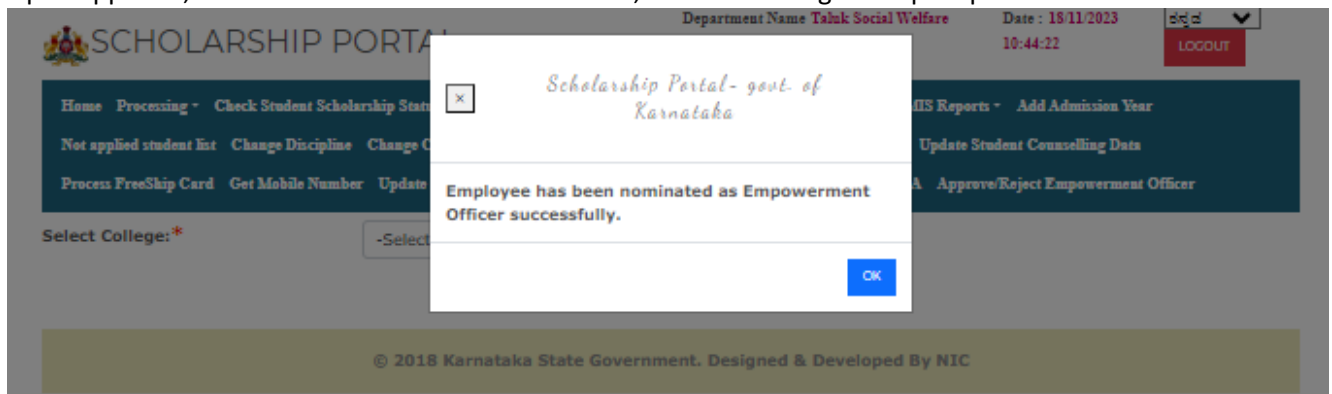 Department Name Taluk Social Welfare
Date : 18/11/2023
10:44:22
ಕನ್ನಡ
LOGOUT
SCHOLARSHIP
Scholarship Portal- govt. of
Karnataka
×
Home Processing Check Student Scholarship
MIS Reports Add Admission Year
Not applied student list Change Discipline Change
Update Student Counselling Data
Process FreeShip Card Get Mobile Number Update
Approve/Reject Empowerment Officer
Employee has been nominated as Empowerment
Officer successfully.
Select College:*
-Select
OK
© 2018 Karnataka State Government. Designed & Developed By NIC